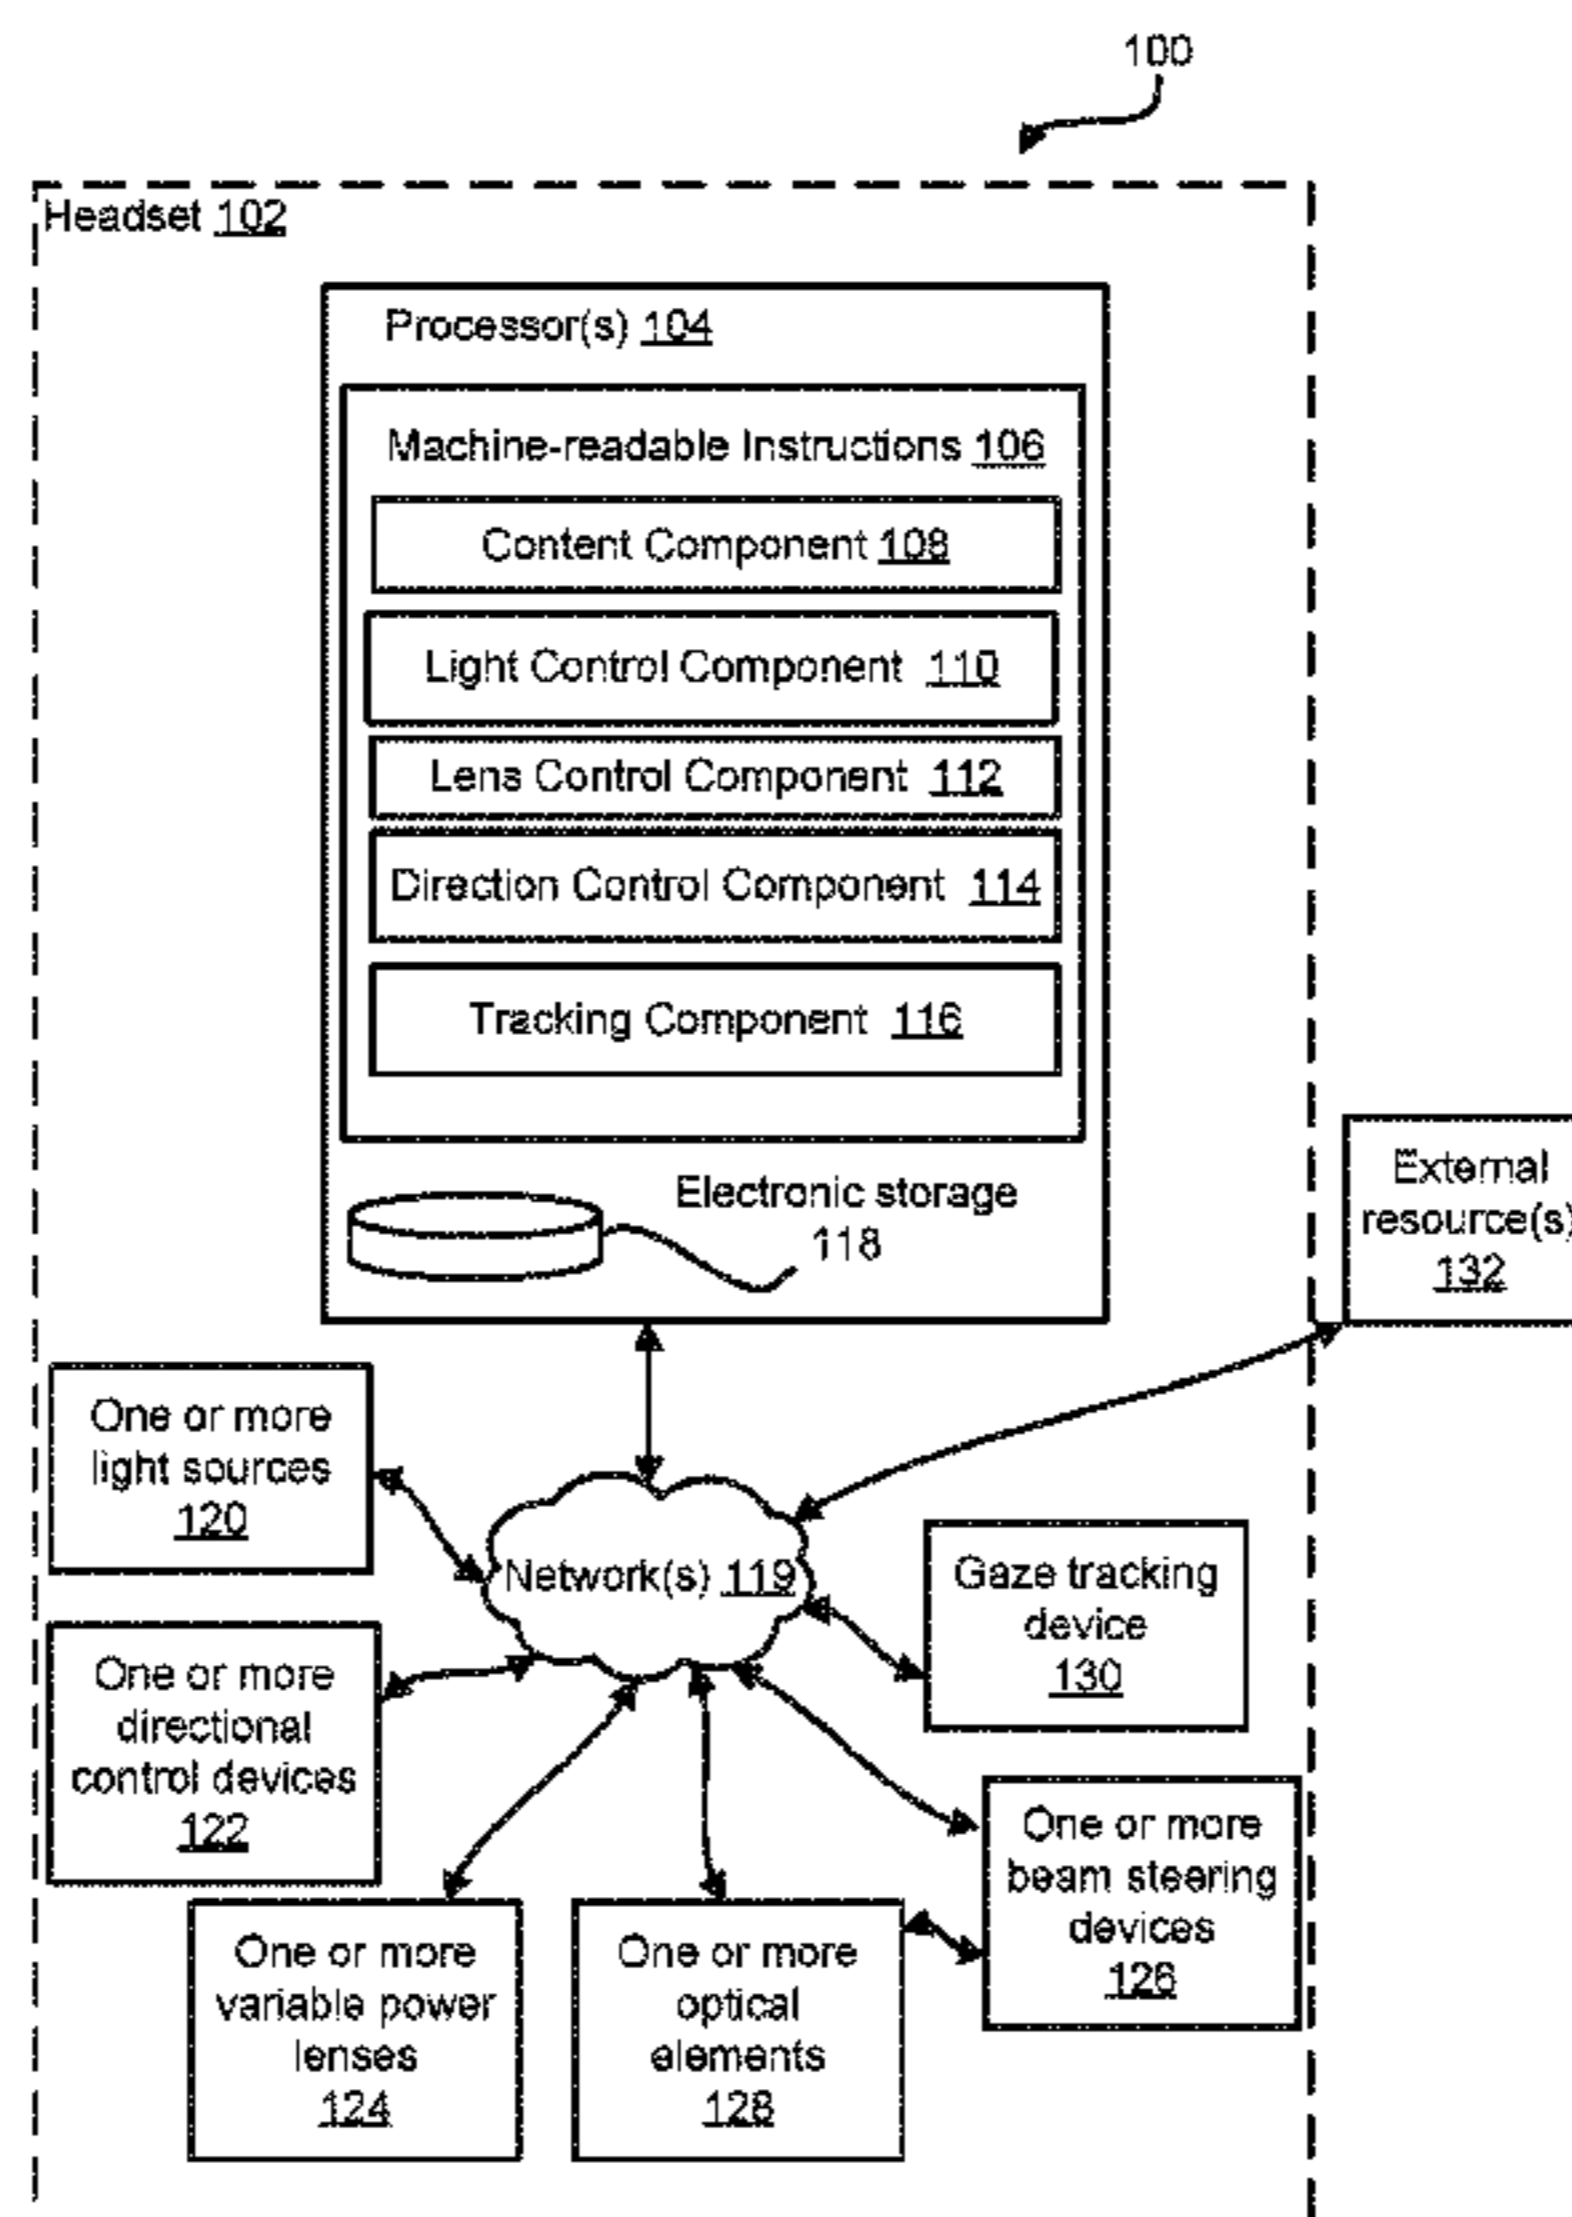 100
Headset 102
Processor(s) 104
Machine-readable Instructions 106
Content Component 108
Light Control Component 110
Lens Control Component 112
Direction Control Component 114
Tracking Component 116
Electronic storage
118
External
resource(s)
132
One or more
light sources
120
Network(s) 119
Gaze tracking
device
130
One or more
directional
control devices
122
One or more
beam steering
devices
126
One or more
variable power
lenses
124
One or more
optical
elements
128